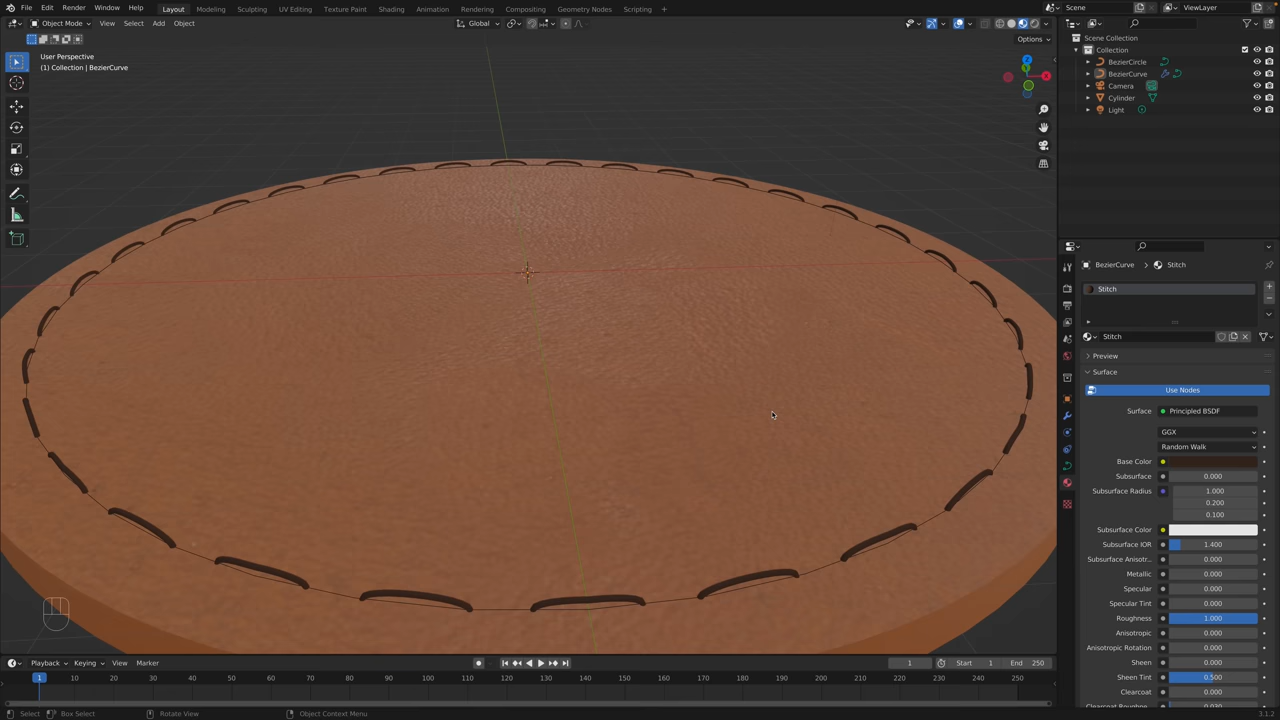 File Edit Render Window Help Layout Modeling Sculpting UV Editing Texture Paint Shading Animation Rendering Compositing Geometry Nodes Scripting Scene ViewLayer
Object Mode View Select Add Object Global
Options
User Perspective
(1) Collection | BezierCurve
Scene Collection
Collection
BezierCircle
BezierCurve
Camera
Cylinder
Light
BezierCurve Stitch
Stitch
Stitch
Preview
Surface
Use Nodes
Surface Principled BSDF
GGX
Random Walk
Base Color
Subsurface 0.000
Subsurface Radius 1.000
0.200
0.100
Subsurface Color
Subsurface IOR 1.400
Subsurface Anisotr.. 0.000
Metallic 0.000
Specular 0.000
Specular Tint 0.000
Roughness 1.000
Anisotropic 0.000
Anisotropic Rotation 0.000
Sheen 0.000
Sheen Tint 0.500
Clearcoat 0.000
Clearcoat Roughne.. 0.030
Playback Keying View Marker 1 Start 1 End 250
1 10 20 30 40 50 60 70 80 90 100 110 120 130 140 150 160 170 180 190 200 210 220 230 240 250
Select Box Select Rotate View Object Context Menu 3.1.2